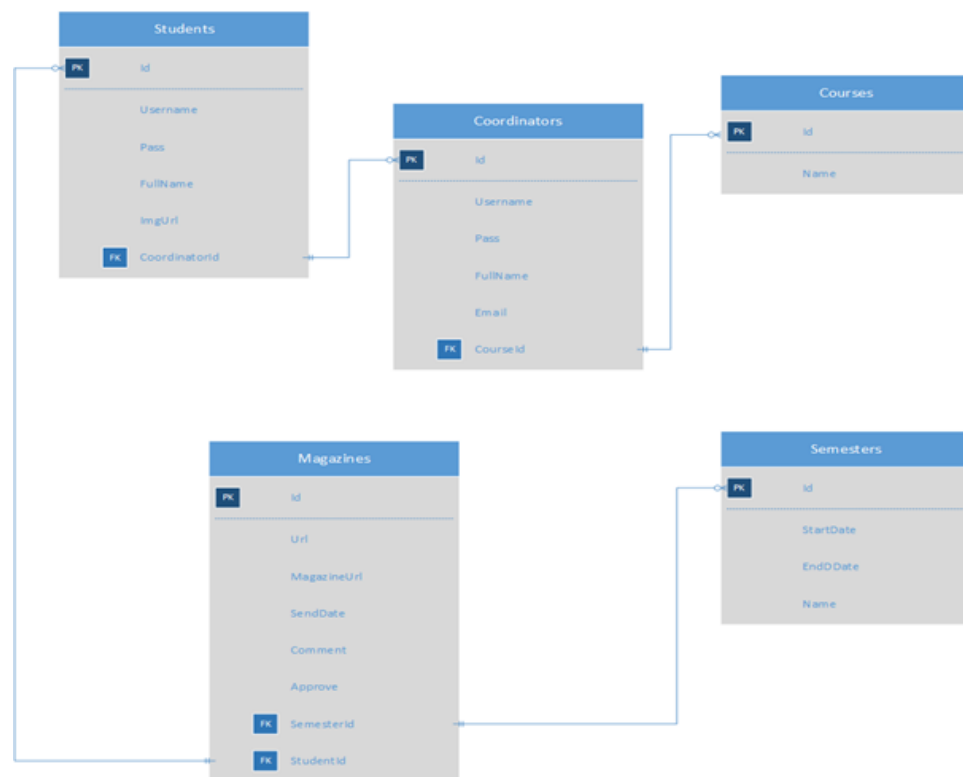 Students
PK Id
Username
Pass
FullName
ImgUrl
FK CoordinatorId
Coordinators
PK Id
Username
Pass
FullName
Email
FK CourseId
Courses
PK Id
Name
Magazines
PK Id
Url
MagazineUrl
SendDate
Comment
Approve
FK SemesterId
FK StudentId
Semesters
PK Id
StartDate
EndDDate
Name